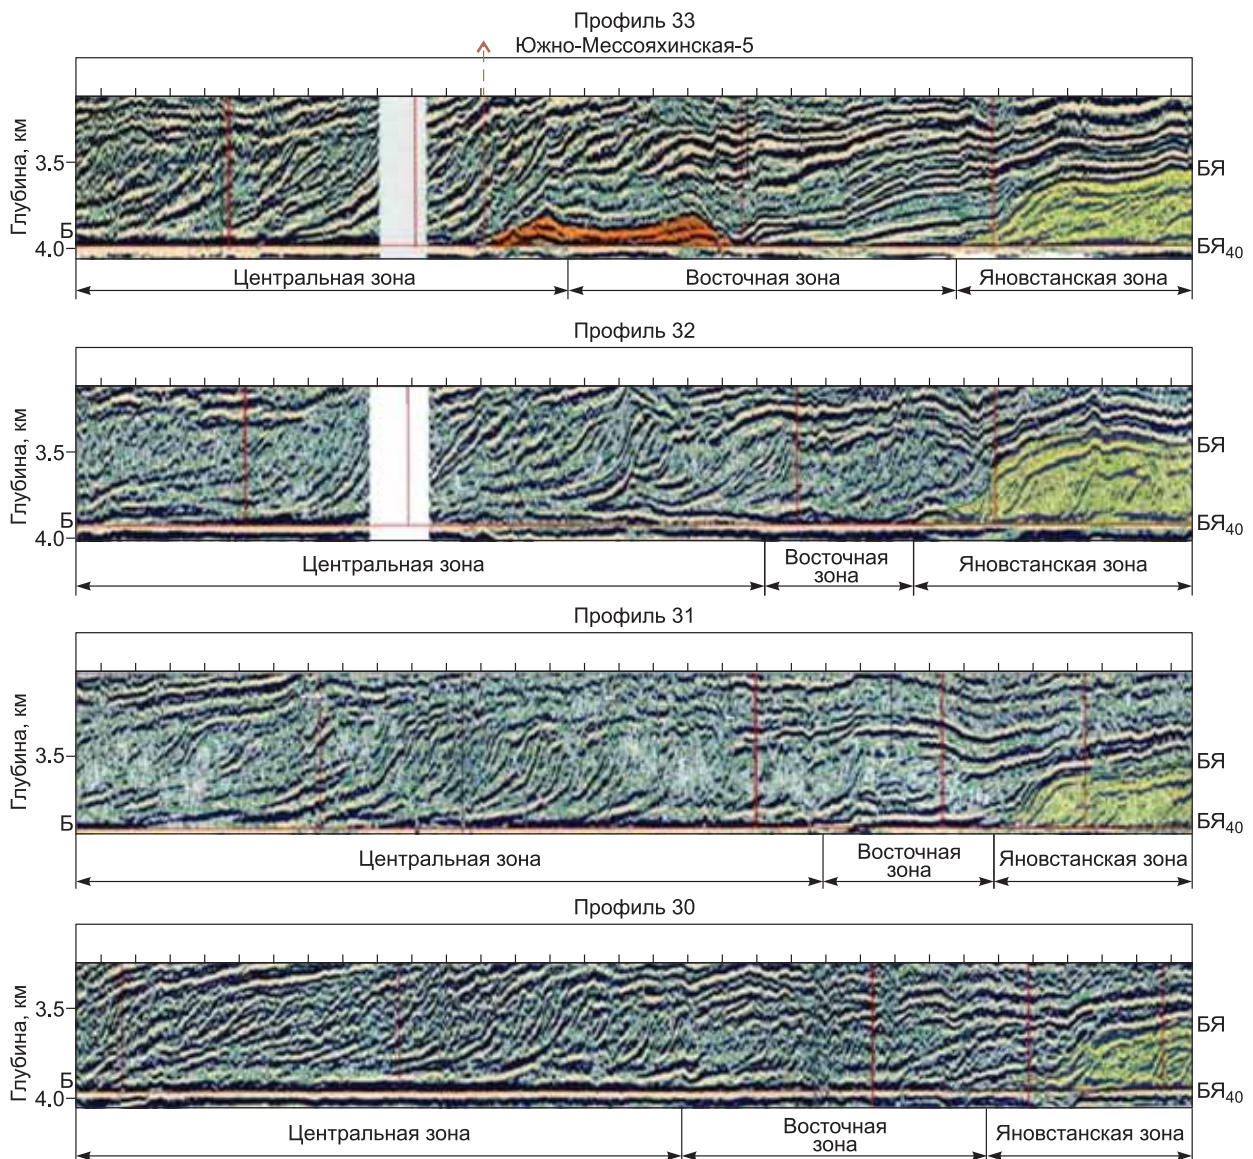 Профиль 33
Южно-Мессояхинская-5
Глубина, км
3.5
Б
4.0
БЯ
БЯ40
Центральная зона
Восточная зона
Яновстанская зона
Профиль 32
Глубина, км
3.5
Б
4.0
БЯ
БЯ40
Центральная зона
Восточная
зона
Яновстанская зона
Профиль 31
Глубина, км
3.5
Б
БЯ
БЯ40
Центральная зона
Восточная
зона
Яновстанская зона
Профиль 30
Глубина, км
3.5
Б
4.0
БЯ
БЯ40
Центральная зона
Восточная
зона
Яновстанская зона